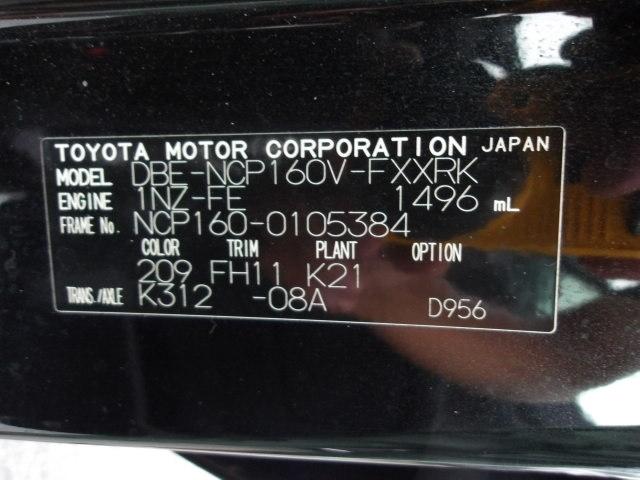 TOYOTA MOTOR CORPORATION JAPAN
MODEL DBE-NCP160V-FXXRK
ENGINE 1NZ-FE 1496 mL
FRAME No. NCP160-0105384
COLOR TRIM PLANT OPTION
209 FH11 K21
TRANS./AXLE K312 -08A D956